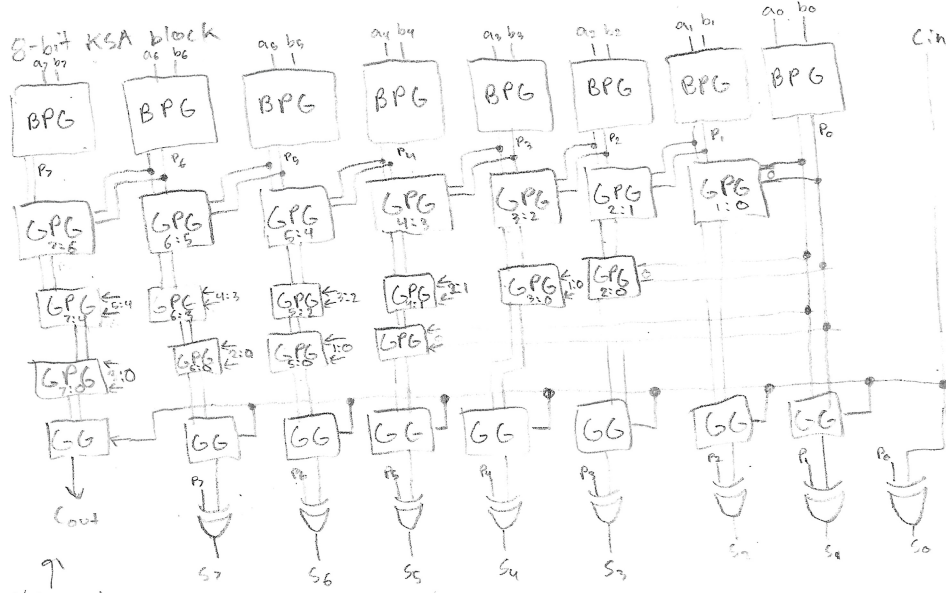 8-bit KSA block
a7 b7 a6 b6 a5 b5 a4 b4 a3 b3 a2 b2 a1 b1 a0 b0 Cin
BPG BPG BPG BPG BPG BPG BPG BPG
P7 P6 P5 P4 P3 P2 P1 P0
GPG GPG GPG GPG GPG GPG GPG
7:6 6:5 5:4 4:3 3:2 2:1 1:0
GPG 5:4 GPG 4:3 GPG 3:2 GPG 2:1 GPG 1:0 GPG
7:4 6:3 5:2 4:1 3:0 2:0
GPG :0 GPG 2:0 GPG 1:0 GPG
7:0 6:0 5:0
GG GG GG GG GG GG GG GG
P7 P6 P5 P4 P3 P2 P1 P0
Cout
S7 S6 S5 S4 S3 S2 S1 S0